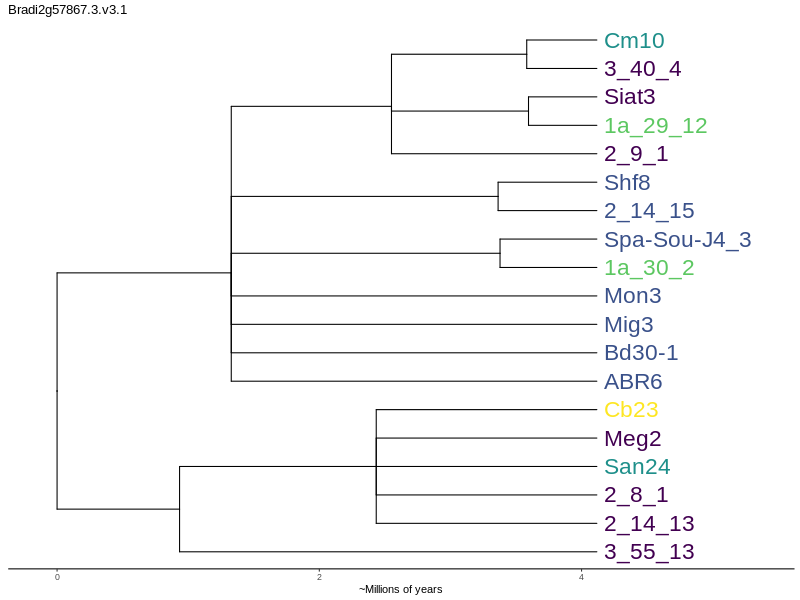 Bradi2g57867.3.v3.1
Cm10
3_40_4
Siat3
1a_29_12
2_9_1
Shf8
2_14_15
Spa-Sou-J4_3
1a_30_2
Mon3
Mig3
Bd30-1
ABR6
Cb23
Meg2
San24
2_8_1
2_14_13
3_55_13
0 2 4
~Millions of years